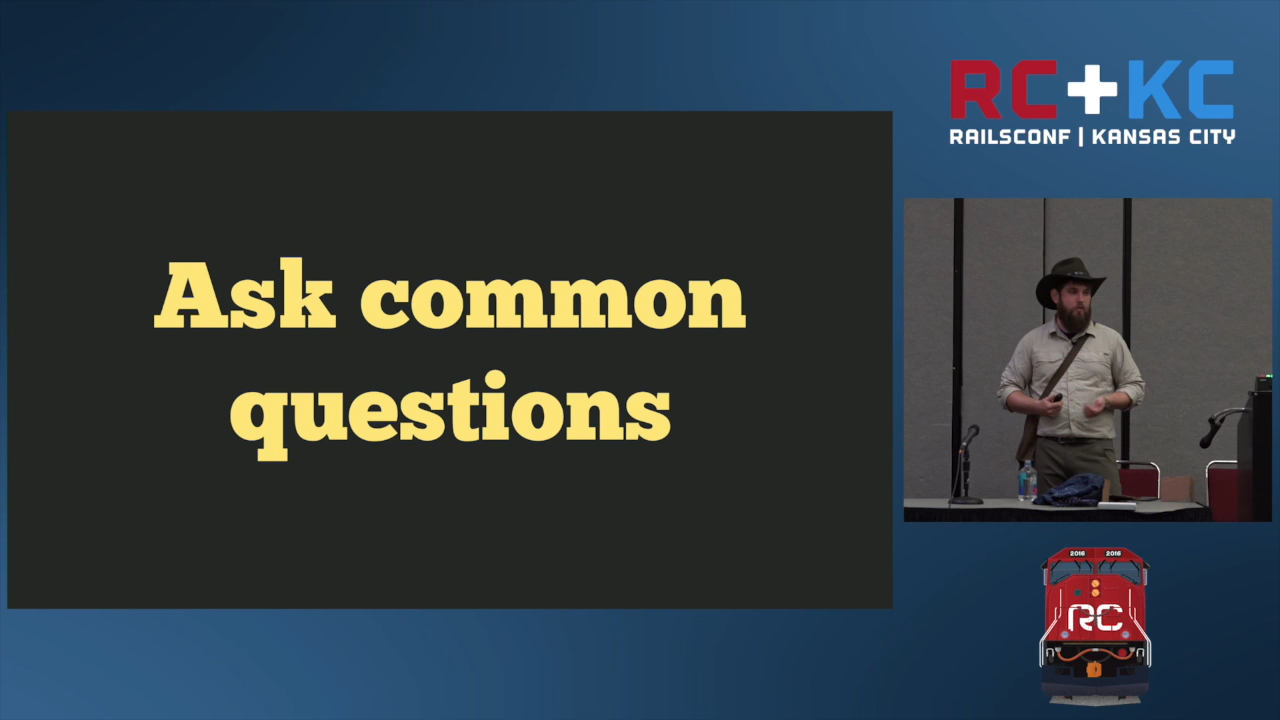 Ask common
questions
RC+KC
RAILSCONF | KANSAS CITY
2016 2016
RC